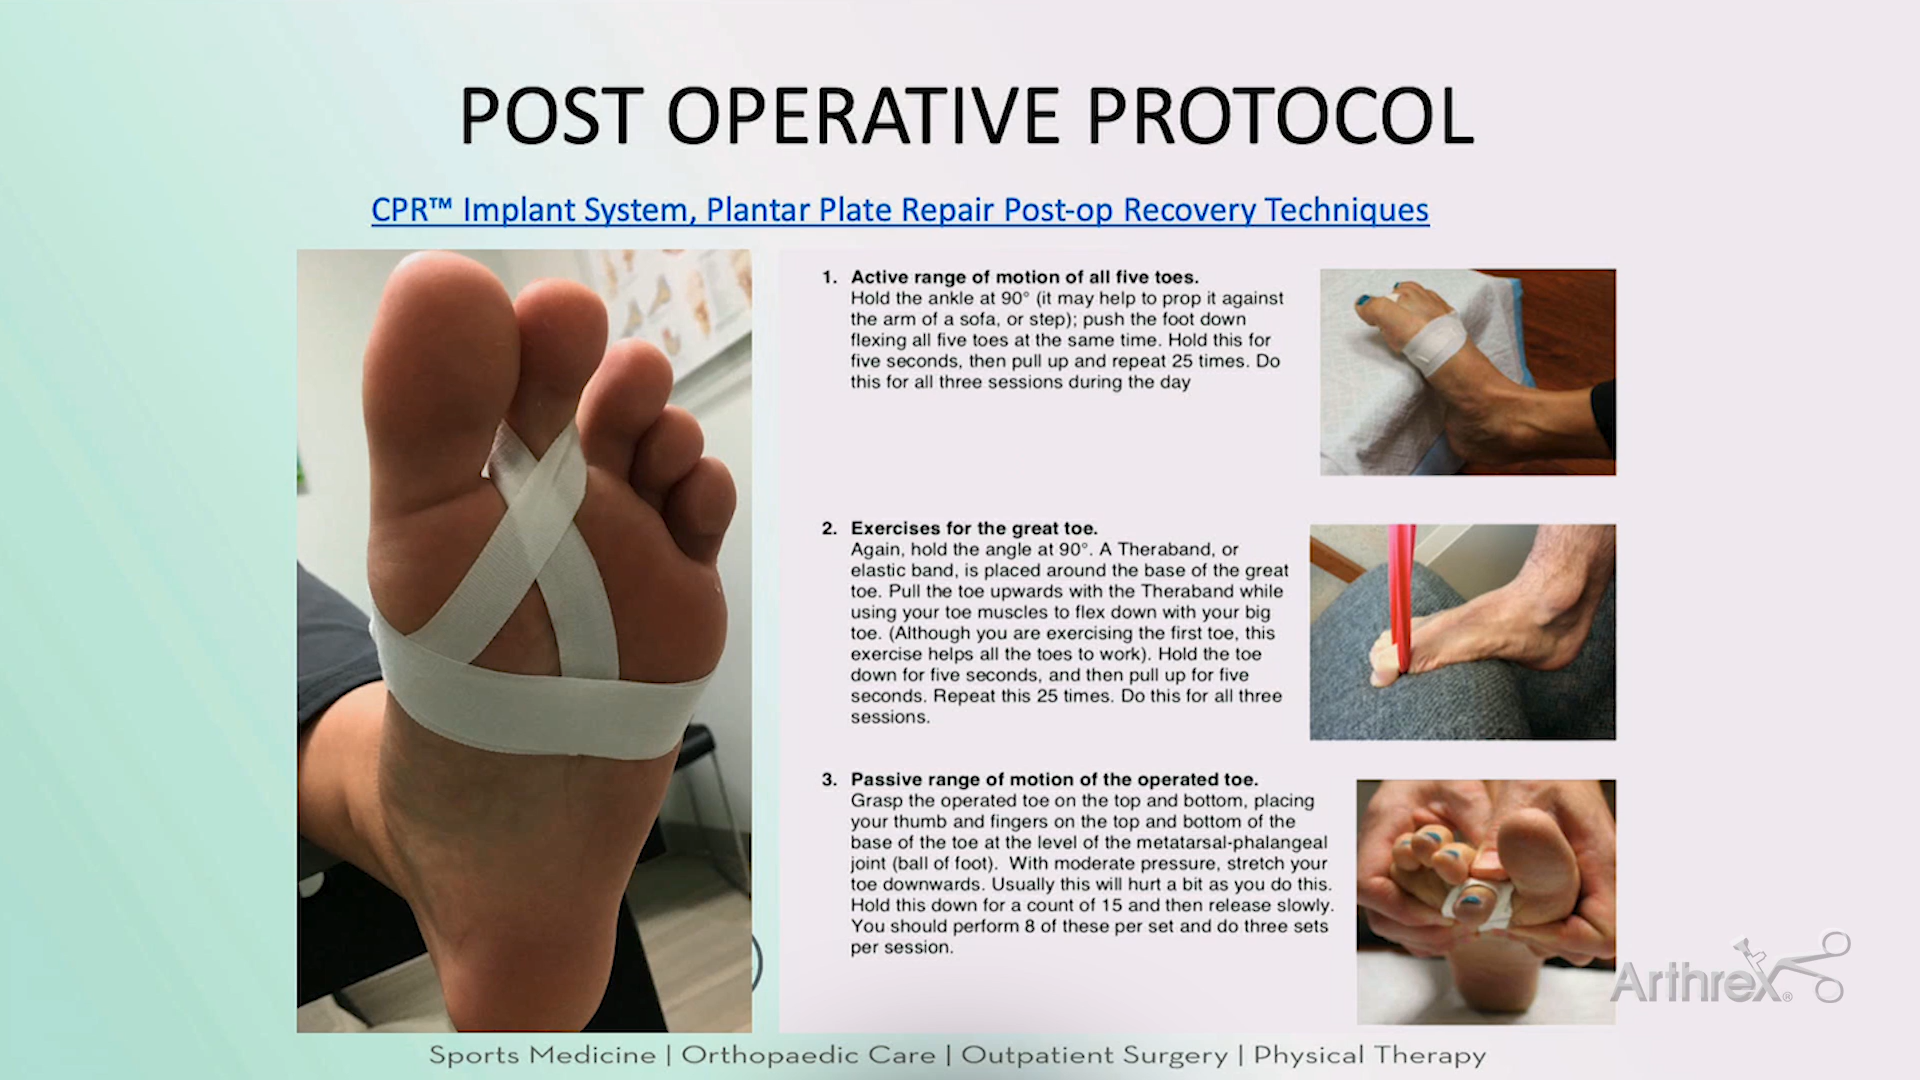 POST OPERATIVE PROTOCOL
CPR™ Implant System, Plantar Plate Repair Post-op Recovery Techniques
1. Active range of motion of all five toes.
Hold the ankle at 90° (it may help to prop it against
the arm of a sofa, or step); push the foot down
flexing all five toes at the same time. Hold this for
five seconds, then pull up and repeat 25 times. Do
this for all three sessions during the day
2. Exercises for the great toe.
Again, hold the angle at 90°. A Theraband, or
elastic band, is placed around the base of the great
toe. Pull the toe upwards with the Theraband while
using your toe muscles to flex down with your big
toe. (Although you are exercising the first toe, this
exercise helps all the toes to work). Hold the toe
down for five seconds, and then pull up for five
seconds. Repeat this 25 times. Do this for all three
sessions.
3. Passive range of motion of the operated toe.
Grasp the operated toe on the top and bottom, placing
your thumb and fingers on the top and bottom of the
base of the toe at the level of the metatarsal-phalangeal
joint (ball of foot). With moderate pressure, stretch your
toe downwards. Usually this will hurt a bit as you do this.
Hold this down for a count of 15 and then release slowly.
You should perform 8 of these per set and do three sets
per session.
Arthrex®
Sports Medicine | Orthopaedic Care | Outpatient Surgery | Physical Therapy